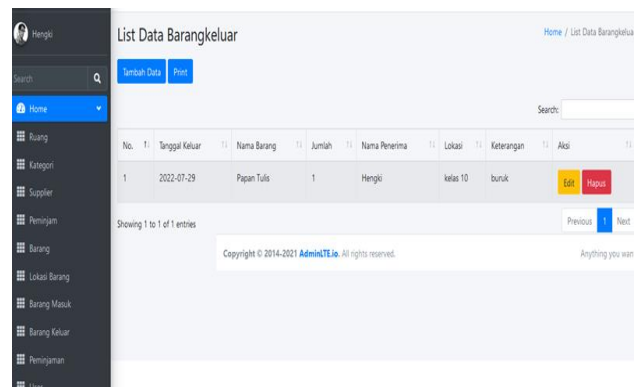 Hengki
Search
Home
Ruang
Kategori
Supplier
Peminjam
Barang
Lokasi Barang
Barang Masuk
Barang Keluar
Peminjaman
User
List Data Barangkeluar
Home / List Data Barangkeluar
Tambah Data Print
Search:
No. Tanggal Keluar Nama Barang Jumlah Nama Penerima Lokasi Keterangan Aksi
1 2022-07-29 Papan Tulis 1 Hengki kelas 10 buruk Edit Hapus
Showing 1 to 1 of 1 entries
Previous 1 Next
Copyright © 2014-2021 AdminLTE.io. All rights reserved.
Anything you wan